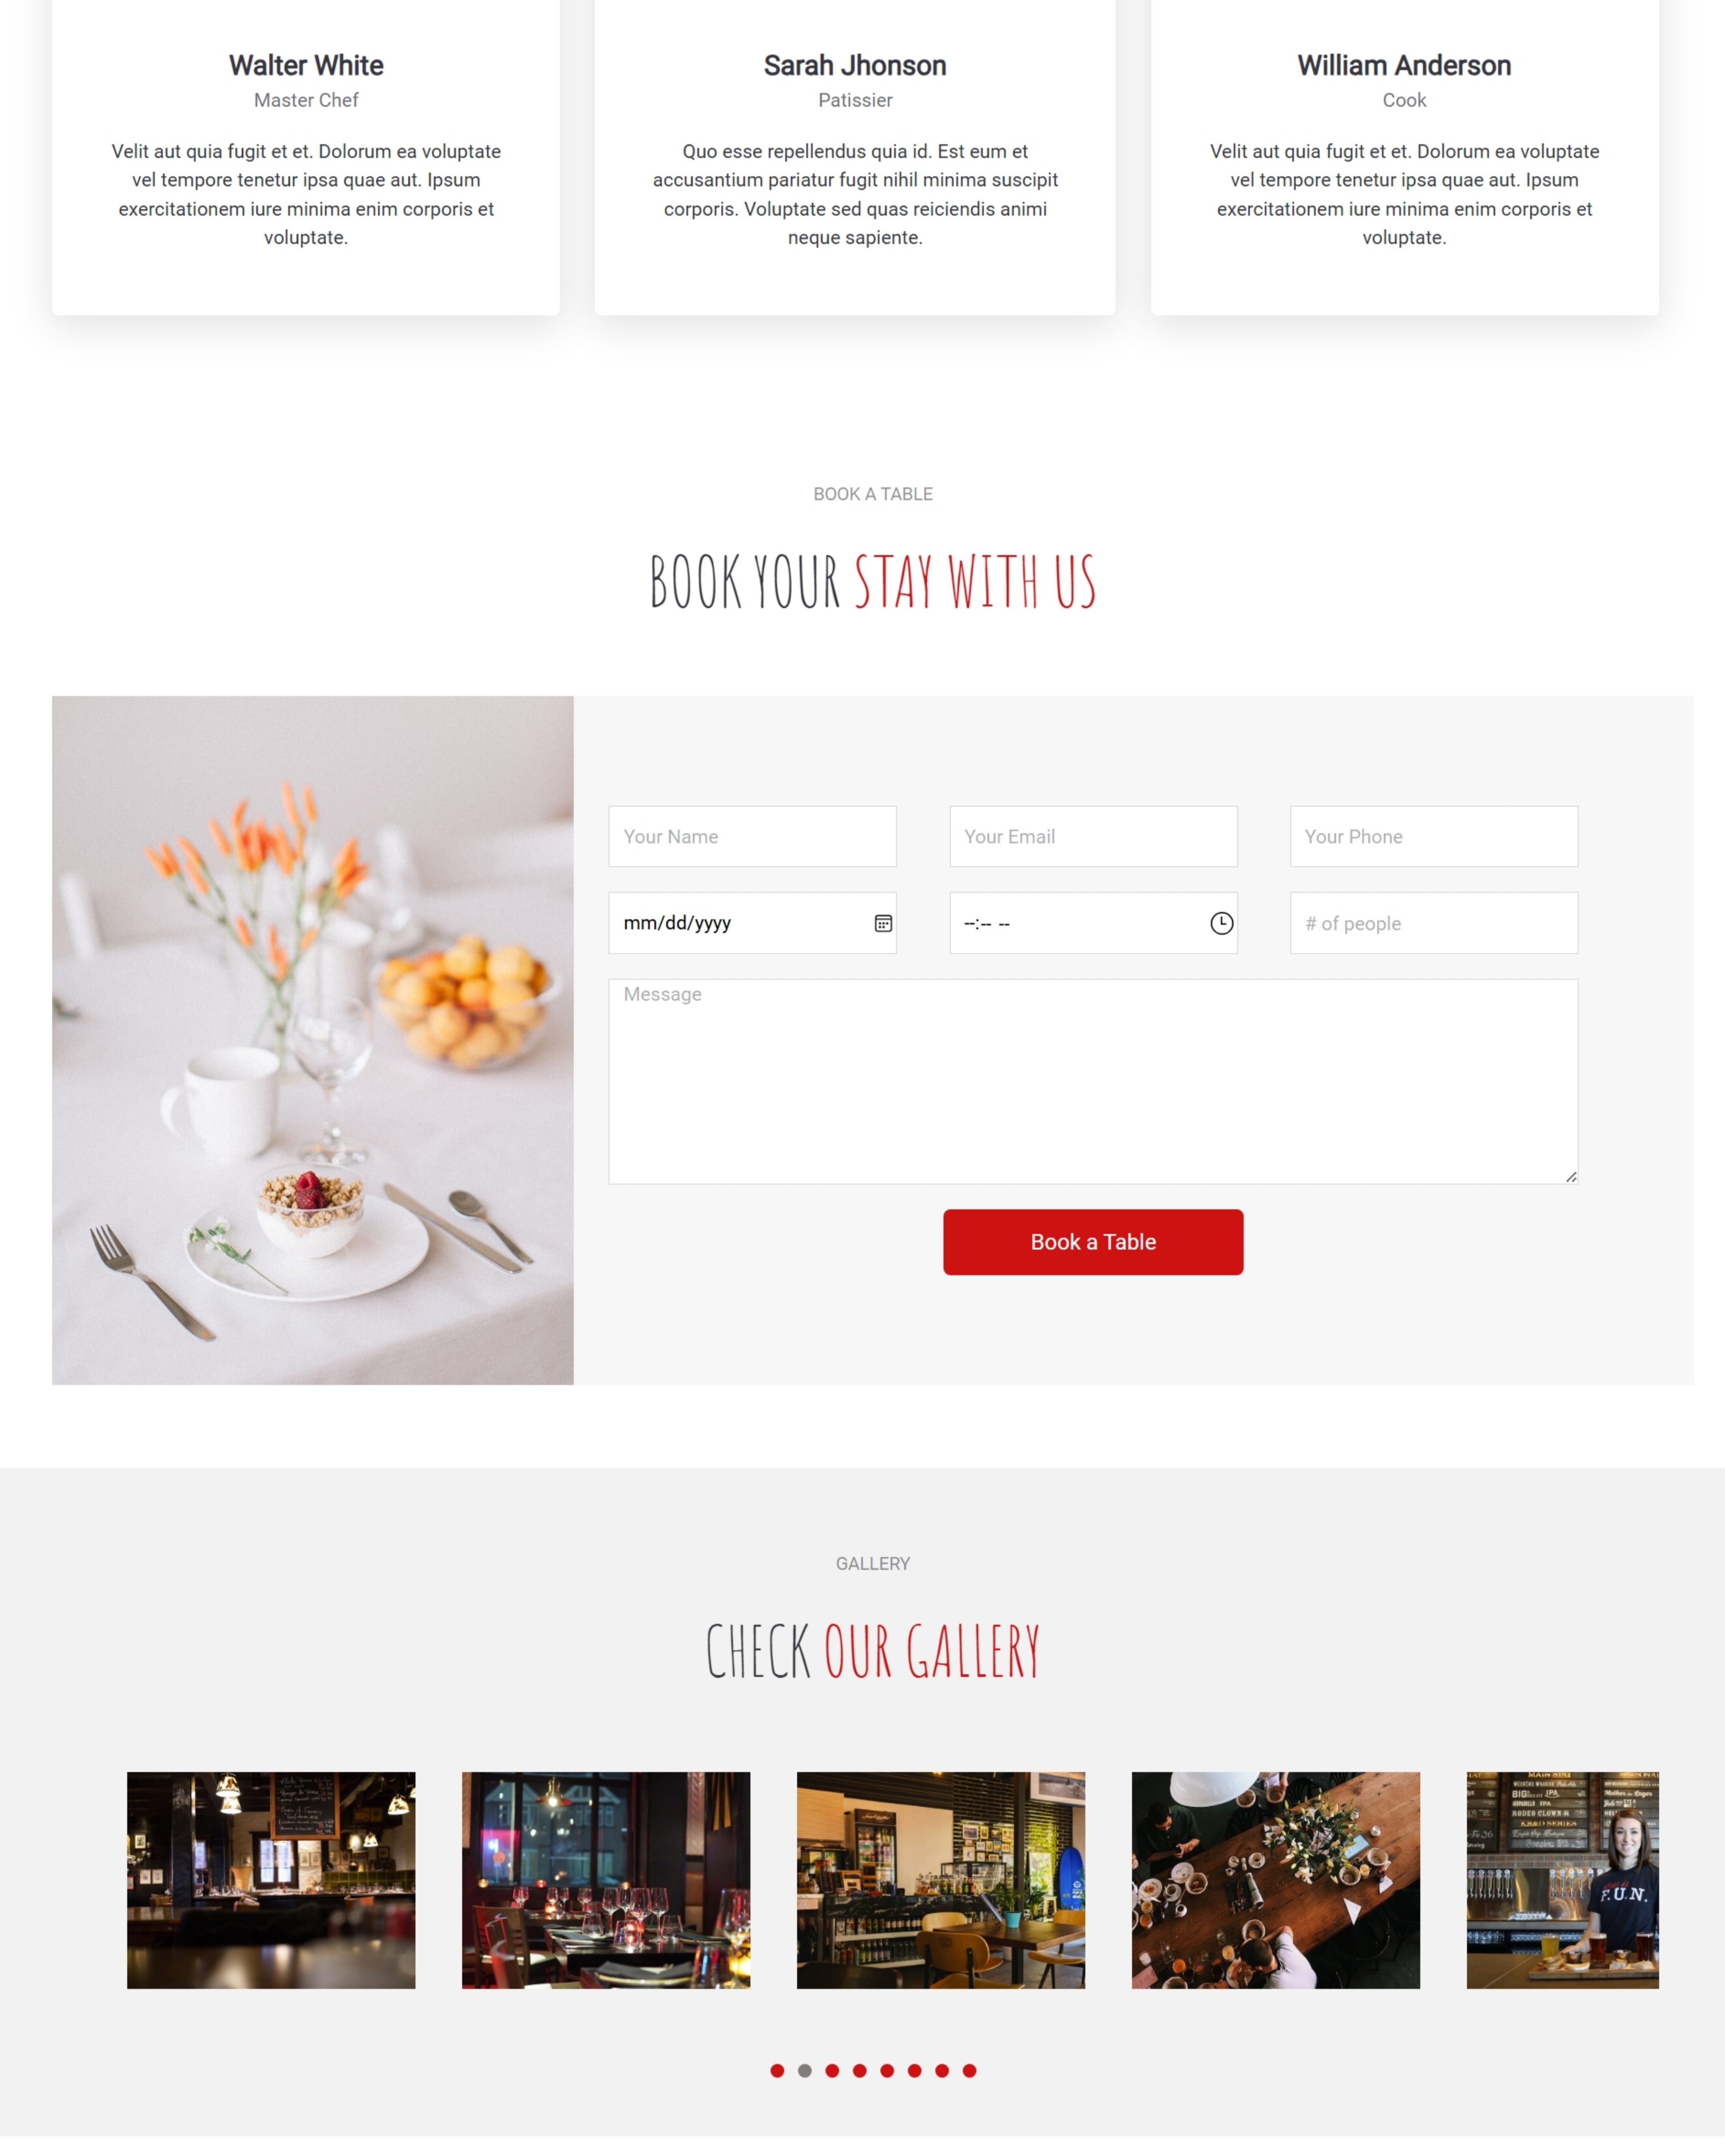 Walter White
Master Chef
Velit aut quia fugit et et. Dolorum ea voluptate
vel tempore tenetur ipsa quae aut. Ipsum
exercitationem iure minima enim corporis et
voluptate.
Sarah Jhonson
Patissier
Quo esse repellendus quia id. Est eum et
accusantium pariatur fugit nihil minima suscipit
corporis. Voluptate sed quas reiciendis animi
neque sapiente.
William Anderson
Cook
Velit aut quia fugit et et. Dolorum ea voluptate
vel tempore tenetur ipsa quae aut. Ipsum
exercitationem iure minima enim corporis et
voluptate.
BOOK A TABLE
BOOK YOUR STAY WITH US
Your Name
Your Email
Your Phone
mm/dd/yyyy
--:-- --
# of people
Message
Book a Table
GALLERY
CHECK OUR GALLERY
BIG
IPA
RODEO CLOWN
F.U.N.